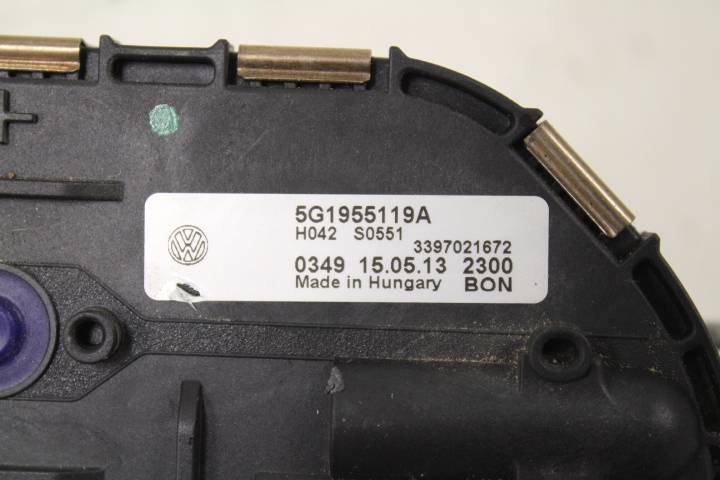 5G1955119A
H042 S0551
3397021672
0349 15.05.13 2300
Made in Hungary BON